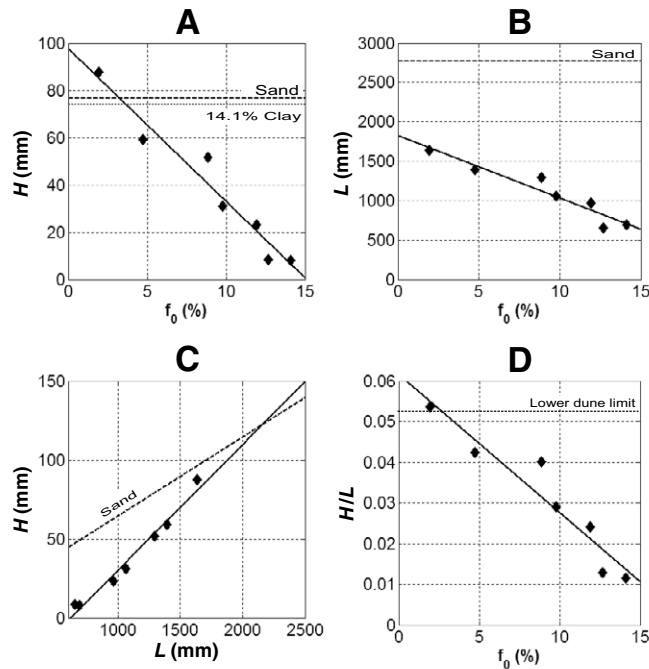 A
100
80
60
40
20
0
H (mm)
Sand
14.1% Clay
0 5 10 15
f0 (%)
B
3000
2500
2000
1500
1000
500
0
L (mm)
Sand
0 5 10 15
f0 (%)
C
150
100
50
0
H (mm)
Sand
1000 1500 2000 2500
L (mm)
D
0.06
0.05
0.04
0.03
0.02
0.01
0
H/L
Lower dune limit
0 5 10 15
f0 (%)